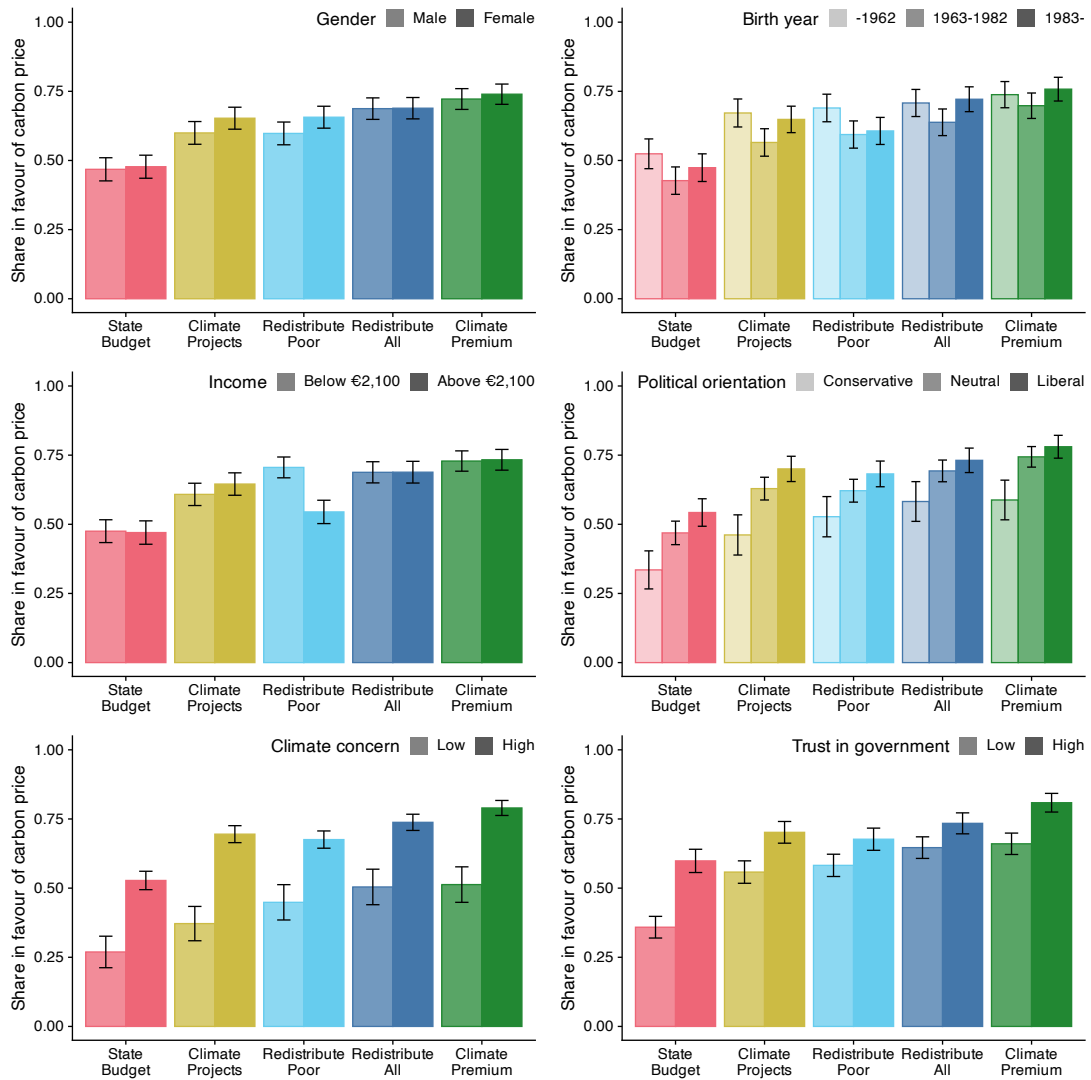 Gender Male Female
Share in favour of carbon price
1.00
0.75
0.50
0.25
0.00
State Budget
Climate Projects
Redistribute Poor
Redistribute All
Climate Premium
Birth year -1962 1963-1982 1983-
Share in favour of carbon price
1.00
0.75
0.50
0.25
0.00
State Budget
Climate Projects
Redistribute Poor
Redistribute All
Climate Premium
Income Below €2,100 Above €2,100
Share in favour of carbon price
1.00
0.75
0.50
0.25
0.00
State Budget
Climate Projects
Redistribute Poor
Redistribute All
Climate Premium
Political orientation Conservative Neutral Liberal
Share in favour of carbon price
1.00
0.75
0.50
0.25
0.00
State Budget
Climate Projects
Redistribute Poor
Redistribute All
Climate Premium
Climate concern Low High
Share in favour of carbon price
1.00
0.75
0.50
0.25
0.00
State Budget
Climate Projects
Redistribute Poor
Redistribute All
Climate Premium
Trust in government Low High
Share in favour of carbon price
1.00
0.75
0.50
0.25
0.00
State Budget
Climate Projects
Redistribute Poor
Redistribute All
Climate Premium